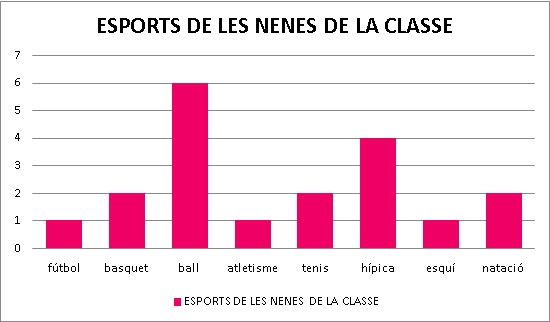 ESPORTS DE LES NENES DE LA CLASSE
7
6
5
4
3
2
1
0
fútbol basquet ball atletisme tenis hípica esquí natació
ESPORTS DE LES NENES DE LA CLASSE